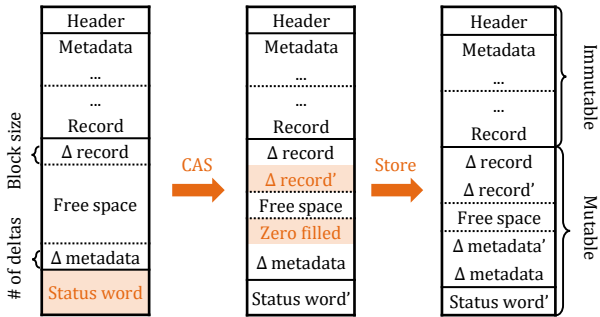 Header
Metadata
...
...
Record
Δ record
Free space
Δ metadata
Status word
Block size
# of deltas
CAS
Header
Metadata
...
...
Record
Δ record
Δ record’
Free space
Zero filled
Δ metadata
Status word’
Store
Header
Metadata
...
...
Record
Δ record
Δ record’
Free space
Δ metadata’
Δ metadata
Status word’
Immutable
Mutable